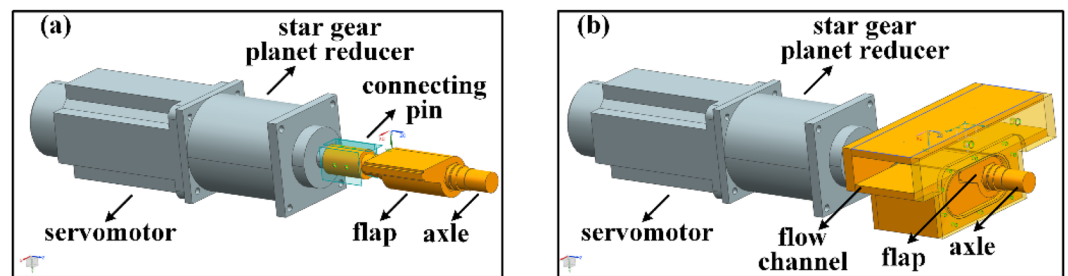 (a)
star gear
planet reducer
connecting
pin
servomotor
flap
axle
(b)
star gear
planet reducer
servomotor
flow
channel
flap
axle